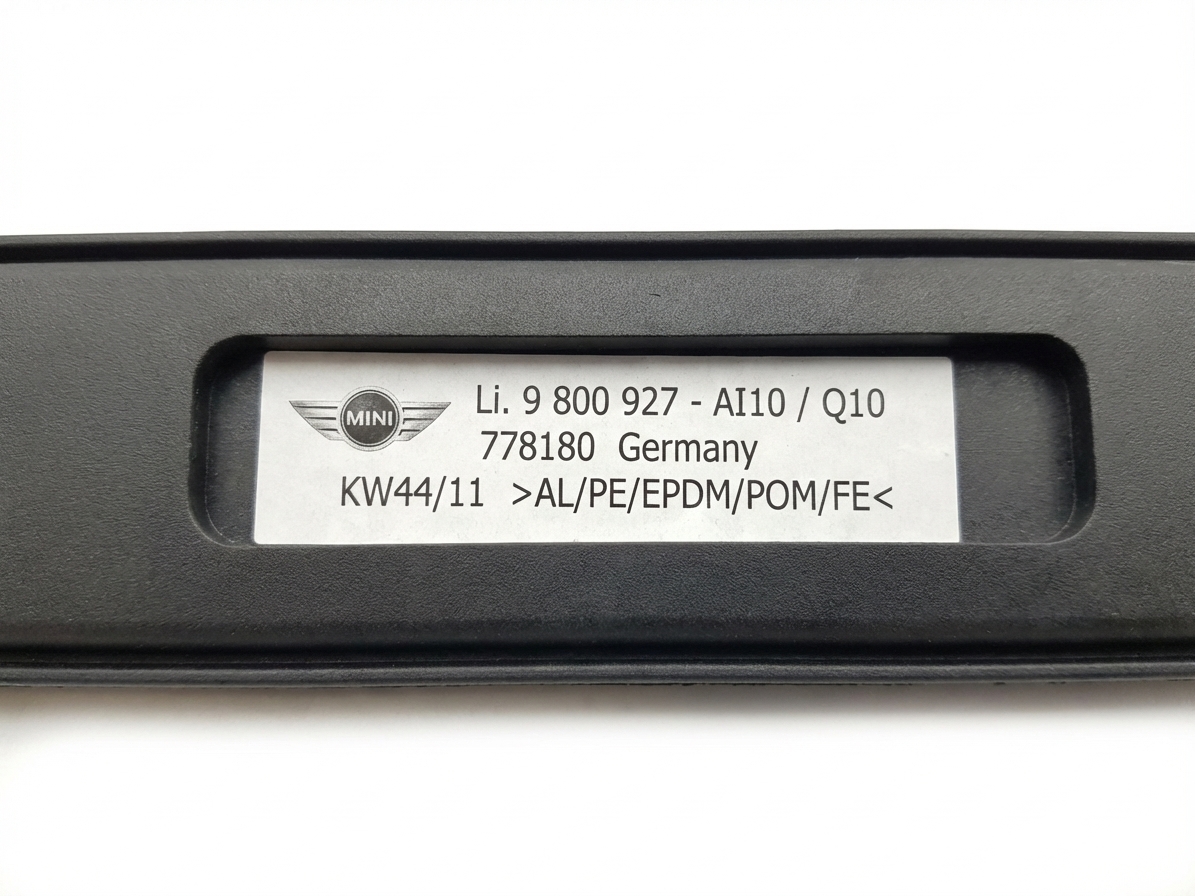 MINI
Li. 9 800 927 - AI10 / Q10
778180 Germany
KW44/11 >AL/PE/EPDM/POM/FE<